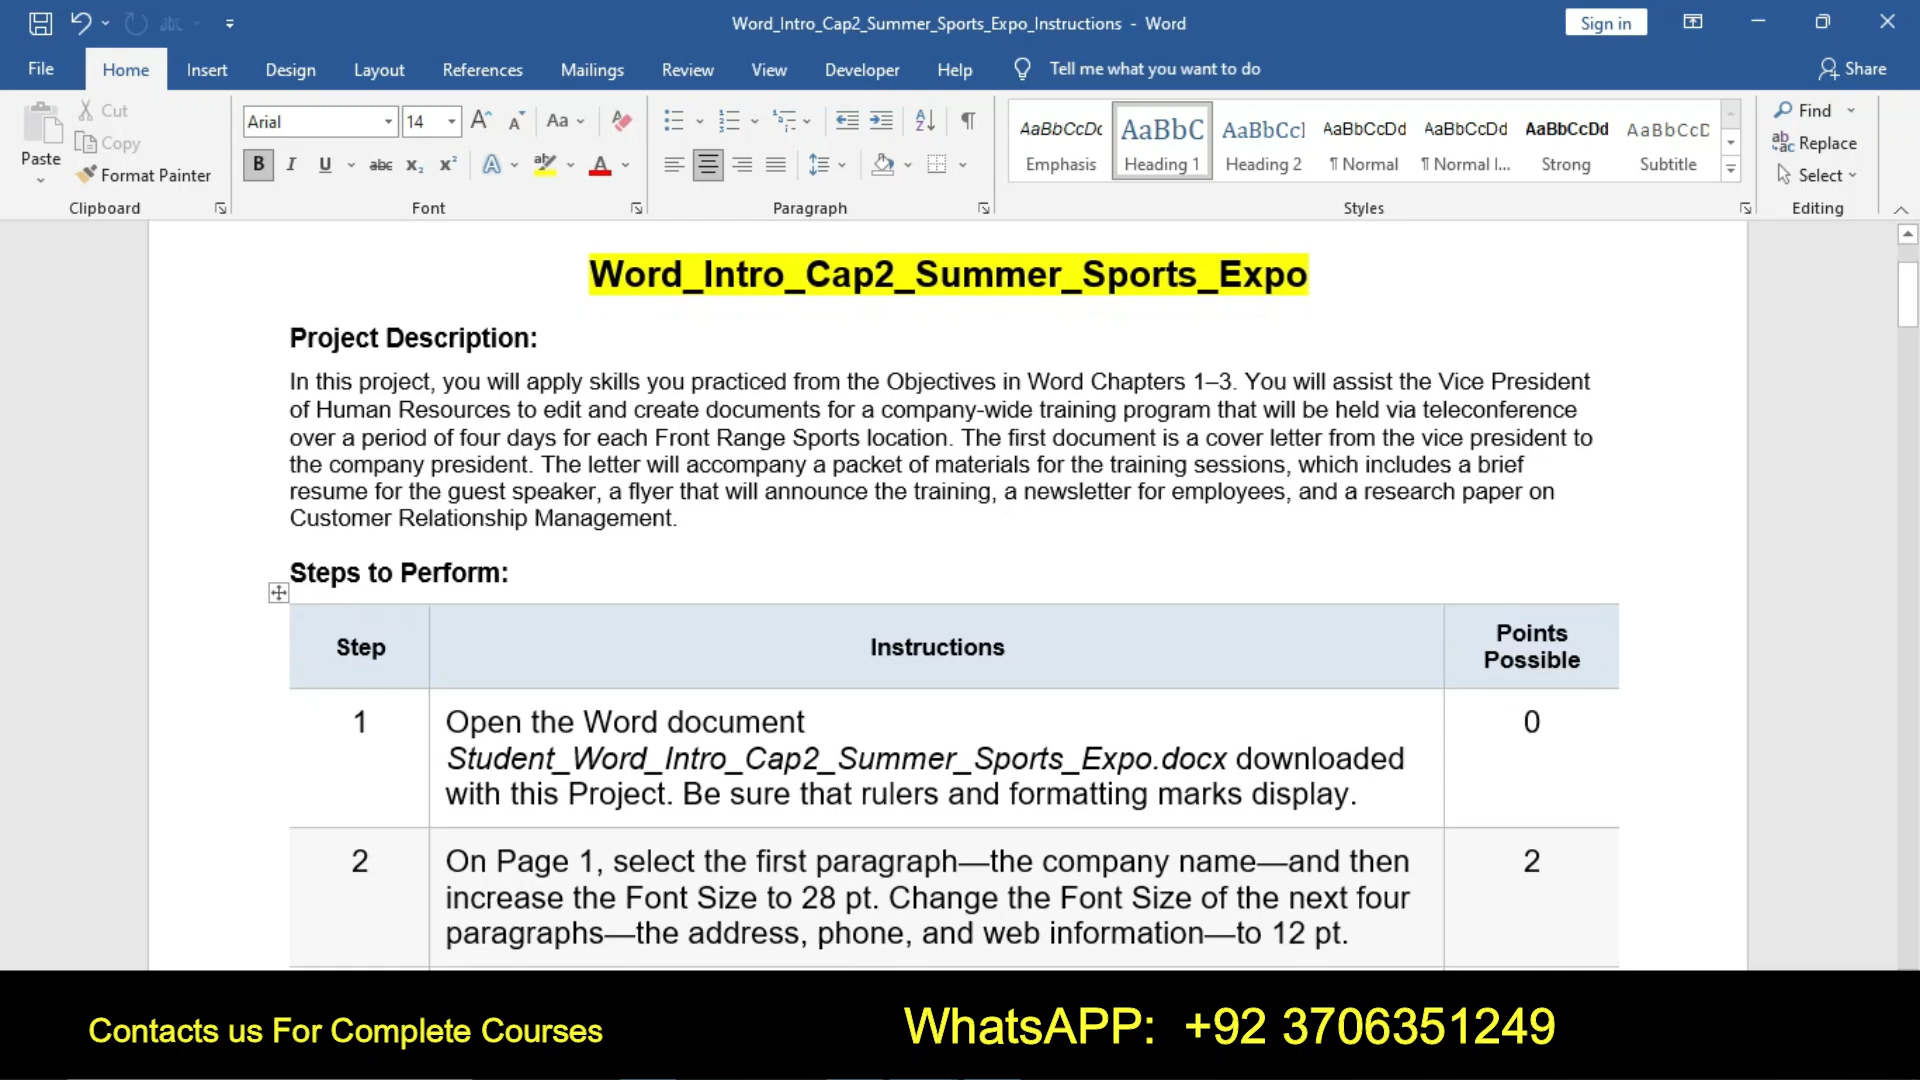 Word_Intro_Cap2_Summer_Sports_Expo_Instructions - Word
Sign in
File Home Insert Design Layout References Mailings Review View Developer Help Tell me what you want to do Share
Paste
Cut
Copy
Format Painter
Clipboard
Arial 14
Font
Paragraph
AaBbCcDc AaBbC AaBbCcI AaBbCcDd AaBbCcDd AaBbCcDd AaBbCcD
Emphasis Heading 1 Heading 2 ¶ Normal ¶ Normal I... Strong Subtitle
Styles
Find
Replace
Select
Editing
Word_Intro_Cap2_Summer_Sports_Expo
Project Description:
In this project, you will apply skills you practiced from the Objectives in Word Chapters 1–3. You will assist the Vice President
of Human Resources to edit and create documents for a company-wide training program that will be held via teleconference
over a period of four days for each Front Range Sports location. The first document is a cover letter from the vice president to
the company president. The letter will accompany a packet of materials for the training sessions, which includes a brief
resume for the guest speaker, a flyer that will announce the training, a newsletter for employees, and a research paper on
Customer Relationship Management.
Steps to Perform:
Step Instructions Points Possible
1 Open the Word document 0
Student_Word_Intro_Cap2_Summer_Sports_Expo.docx downloaded
with this Project. Be sure that rulers and formatting marks display.
2 On Page 1, select the first paragraph—the company name—and then 2
increase the Font Size to 28 pt. Change the Font Size of the next four
paragraphs—the address, phone, and web information—to 12 pt.
Contacts us For Complete Courses
WhatsAPP: +92 3706351249